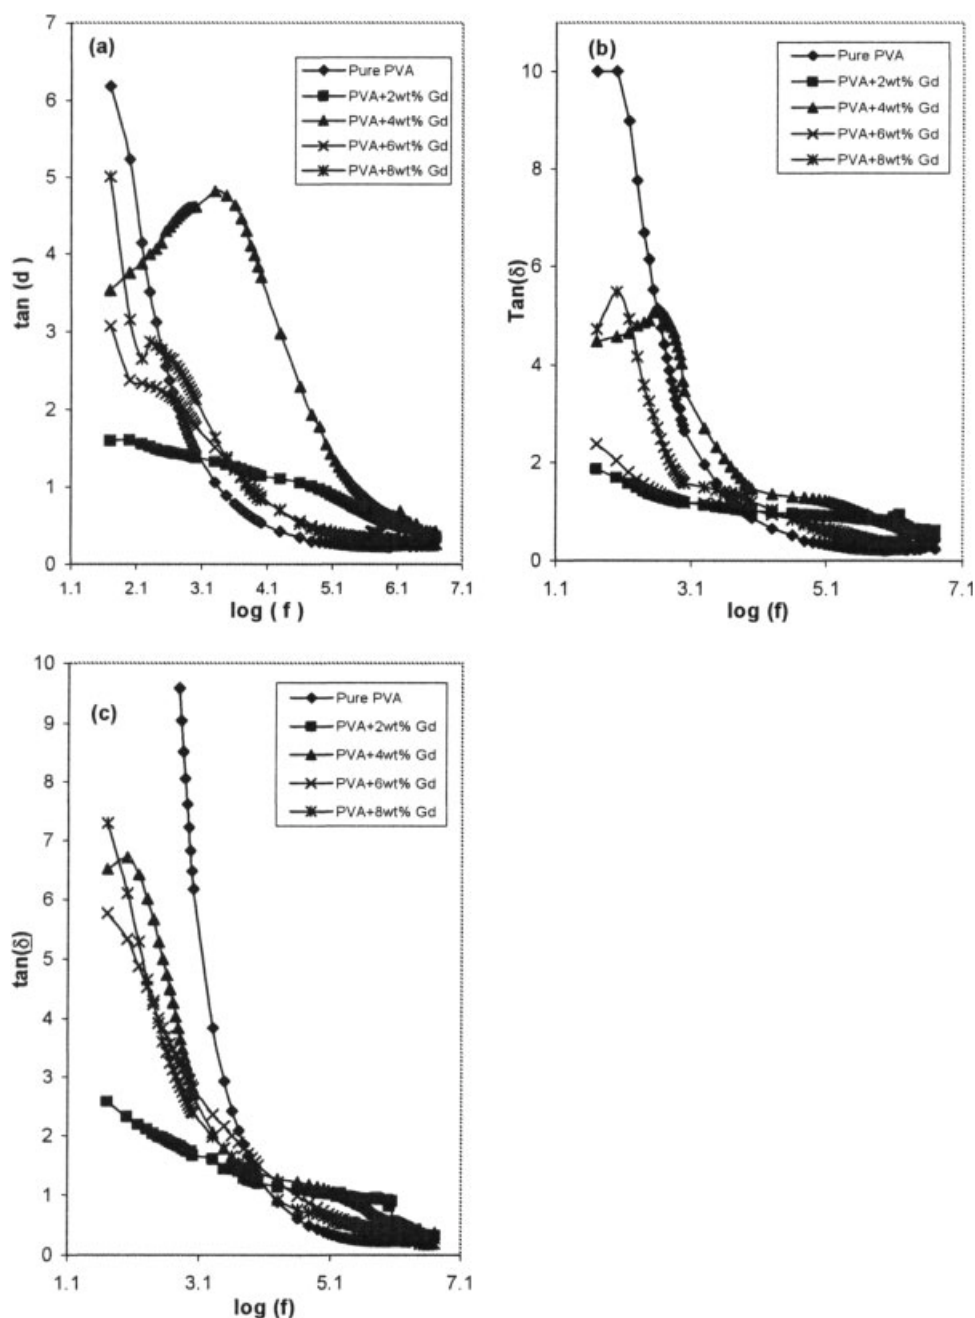 (a)
Pure PVA
PVA+2wt% Gd
PVA+4wt% Gd
PVA+6wt% Gd
PVA+8wt% Gd
7
6
5
4
3
2
1
0
tan (d )
1.1 2.1 3.1 4.1 5.1 6.1 7.1
log ( f )
(b)
Pure PVA
PVA+2wt% Gd
PVA+4wt% Gd
PVA+6wt% Gd
PVA+8wt% Gd
10
8
6
4
2
0
Tan(δ)
1.1 3.1 5.1 7.1
log (f)
(c)
Pure PVA
PVA+2wt% Gd
PVA+4wt% Gd
PVA+6wt% Gd
PVA+8wt% Gd
10
9
8
7
6
5
4
3
2
1
0
tan(δ)
1.1 3.1 5.1 7.1
log (f)